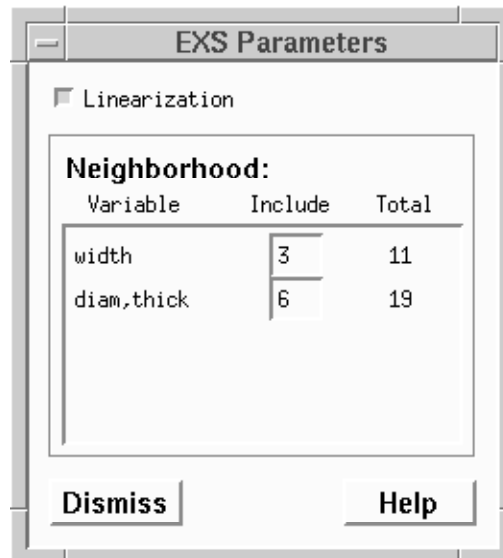 EXS Parameters
Linearization
Neighborhood:
Variable Include Total
width 3 11
diam,thick 6 19
Dismiss Help